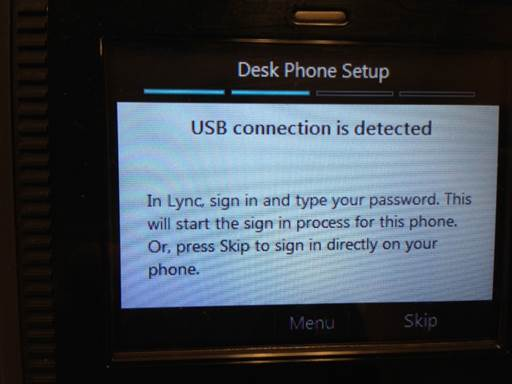 Desk Phone Setup
USB connection is detected
In Lync, sign in and type your password. This
will start the sign in process for this phone.
Or, press Skip to sign in directly on your
phone.
Menu Skip